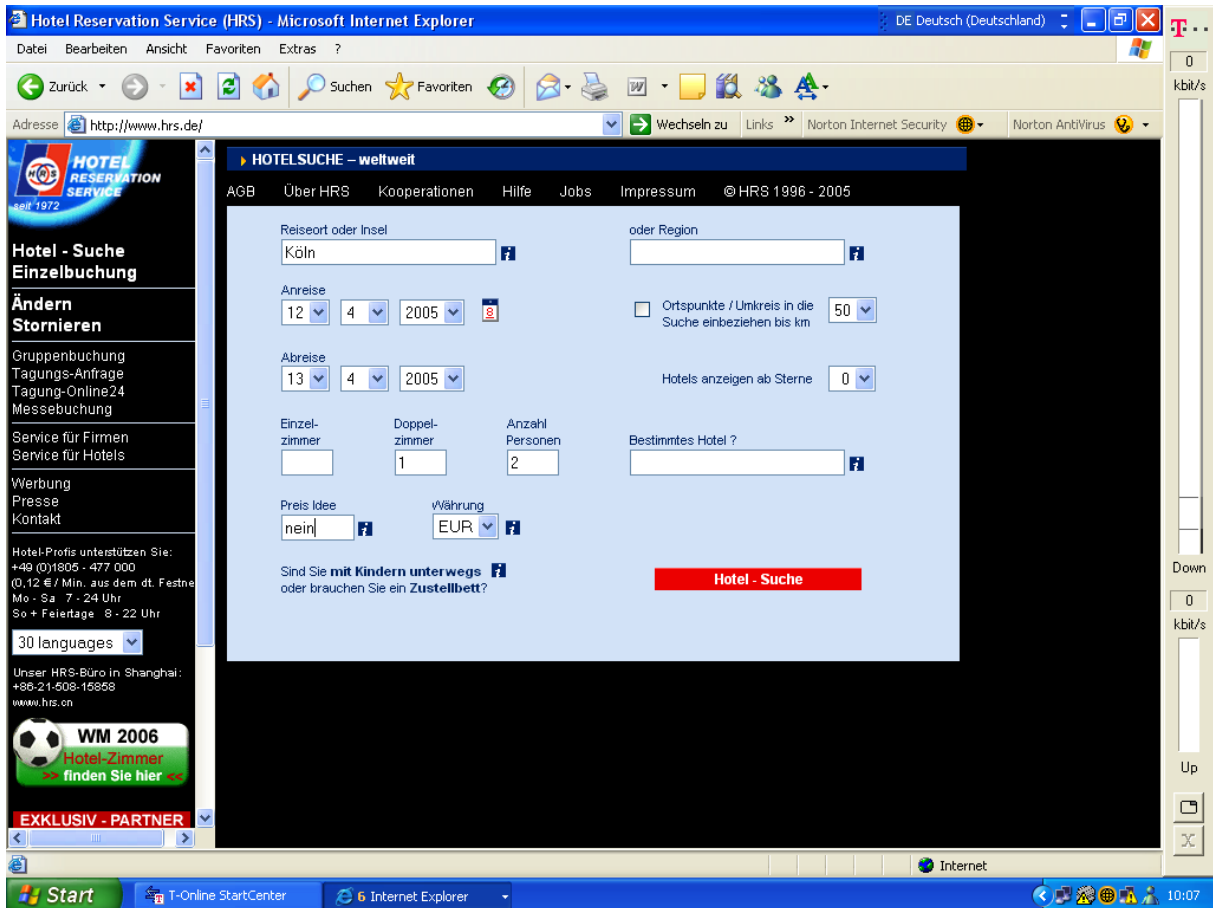 Hotel Reservation Service (HRS) - Microsoft Internet Explorer
DE Deutsch (Deutschland)
Datei Bearbeiten Ansicht Favoriten Extras ?
Zurück Suchen Favoriten
Adresse http://www.hrs.de/ Wechseln zu Links » Norton Internet Security Norton AntiVirus
HRS
HOTEL
RESERVATION
SERVICE
seit 1972
Hotel - Suche
Einzelbuchung
Ändern
Stornieren
Gruppenbuchung
Tagungs-Anfrage
Tagung-Online24
Messebuchung
Service für Firmen
Service für Hotels
Werbung
Presse
Kontakt
Hotel-Profis unterstützen Sie:
+49 (0)1805 - 477 000
(0,12 € / Min. aus dem dt. Festne
Mo - Sa 7 - 24 Uhr
So + Feiertage 8 - 22 Uhr
30 languages
Unser HRS-Büro in Shanghai:
+86-21-508-15858
www.hrs.cn
WM 2006
Hotel-Zimmer
>> finden Sie hier <<
EXKLUSIV - PARTNER
HOTELSUCHE – weltweit
AGB Über HRS Kooperationen Hilfe Jobs Impressum © HRS 1996 - 2005
Reiseort oder Insel
Köln
oder Region
Anreise
12 4 2005 8
Ortspunkte / Umkreis in die
Suche einbeziehen bis km
50
Abreise
13 4 2005
Hotels anzeigen ab Sterne 0
Einzel-
zimmer
Doppel-
zimmer
1
Anzahl
Personen
2
Bestimmtes Hotel ?
Preis Idee
nein
Währung
EUR
Sind Sie mit Kindern unterwegs
oder brauchen Sie ein Zustellbett?
Hotel - Suche
T . . .
0
kbit/s
Down
0
kbit/s
Up
X
Internet
Start T-Online StartCenter 6 Internet Explorer 10:07